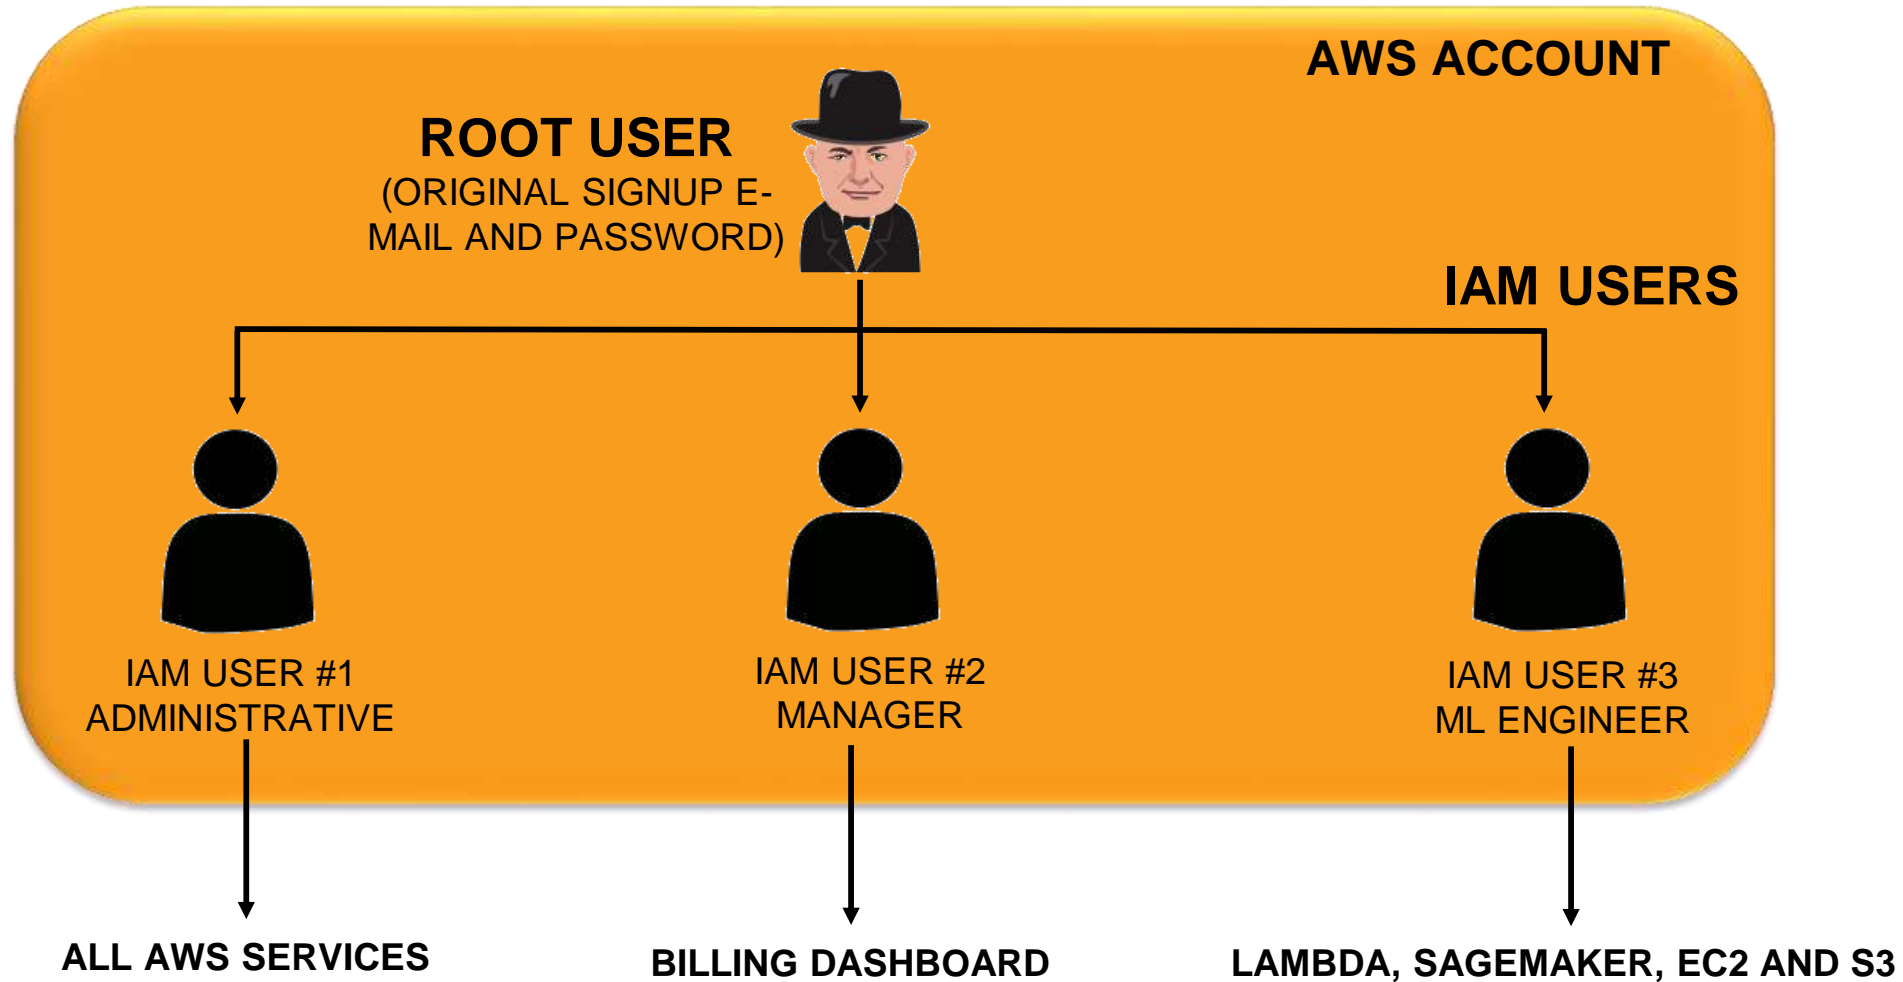 AWS ACCOUNT
ROOT USER
(ORIGINAL SIGNUP E-
MAIL AND PASSWORD)
IAM USERS
IAM USER #1
ADMINISTRATIVE
IAM USER #2
MANAGER
IAM USER #3
ML ENGINEER
ALL AWS SERVICES
BILLING DASHBOARD
LAMBDA, SAGEMAKER, EC2 AND S3